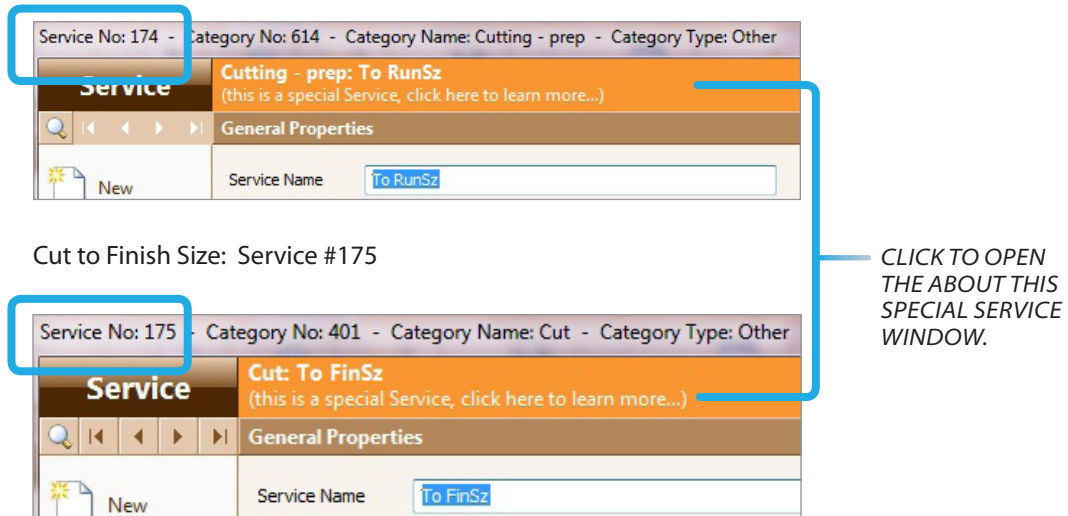 Service No: 174 - Category No: 614 - Category Name: Cutting - prep - Category Type: Other
Service
Cutting - prep: To RunSz
(this is a special Service, click here to learn more...)
General Properties
New
Service Name
To RunSz
Cut to Finish Size: Service #175
CLICK TO OPEN
THE ABOUT THIS
SPECIAL SERVICE
WINDOW.
Service No: 175 - Category No: 401 - Category Name: Cut - Category Type: Other
Service
Cut: To FinSz
(this is a special Service, click here to learn more...)
General Properties
New
Service Name
To FinSz